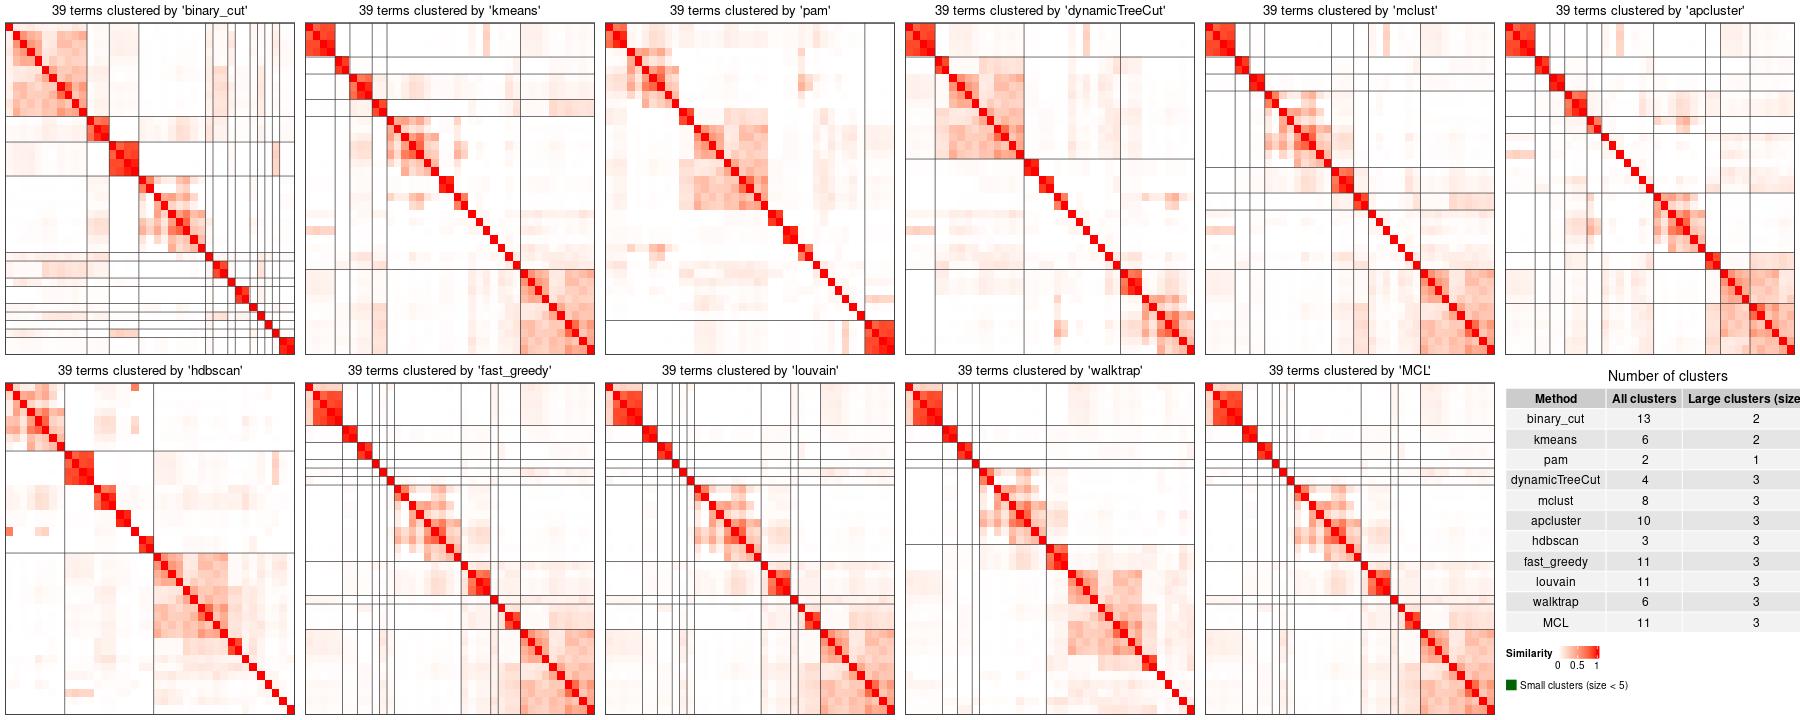 39 terms clustered by 'binary_cut'
39 terms clustered by 'kmeans'
39 terms clustered by 'pam'
39 terms clustered by 'dynamicTreeCut'
39 terms clustered by 'mclust'
39 terms clustered by 'apcluster'
39 terms clustered by 'hdbscan'
39 terms clustered by 'fast_greedy'
39 terms clustered by 'louvain'
39 terms clustered by 'walktrap'
39 terms clustered by 'MCL'
Number of clusters
Method All clusters Large clusters (size
binary_cut 13 2
kmeans 6 2
pam 2 1
dynamicTreeCut 4 3
mclust 8 3
apcluster 10 3
hdbscan 3 3
fast_greedy 11 3
louvain 11 3
walktrap 6 3
MCL 11 3
Similarity
0 0.5 1
Small clusters (size < 5)